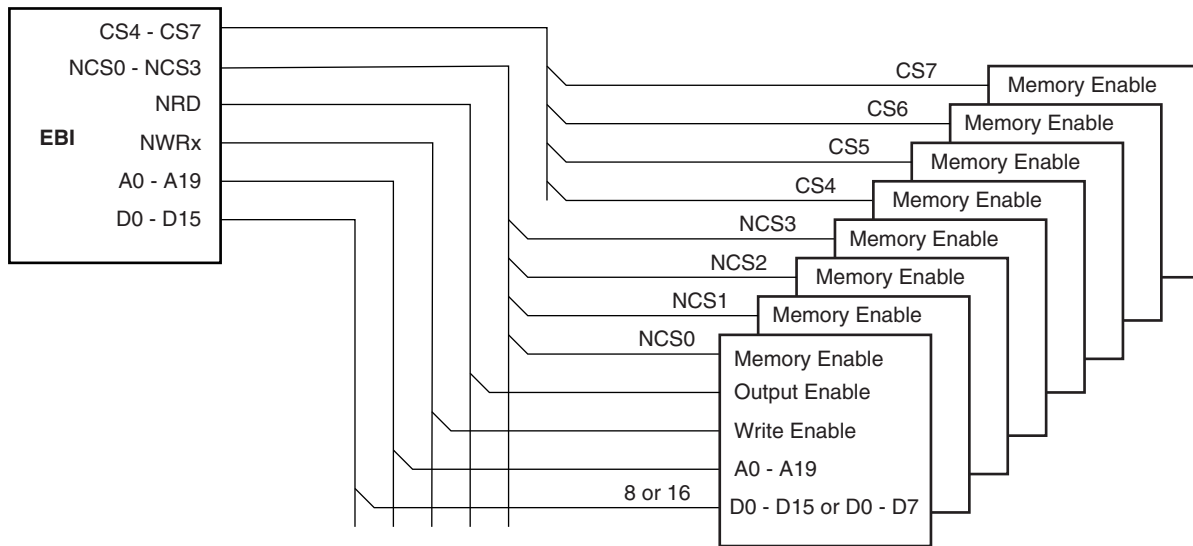 CS4 - CS7
NCS0 - NCS3
NRD
EBI
NWRx
A0 - A19
D0 - D15
CS7
Memory Enable
CS6
Memory Enable
CS5
Memory Enable
CS4
Memory Enable
NCS3
Memory Enable
NCS2
Memory Enable
NCS1
Memory Enable
NCS0
Memory Enable
Output Enable
Write Enable
A0 - A19
8 or 16
D0 - D15 or D0 - D7